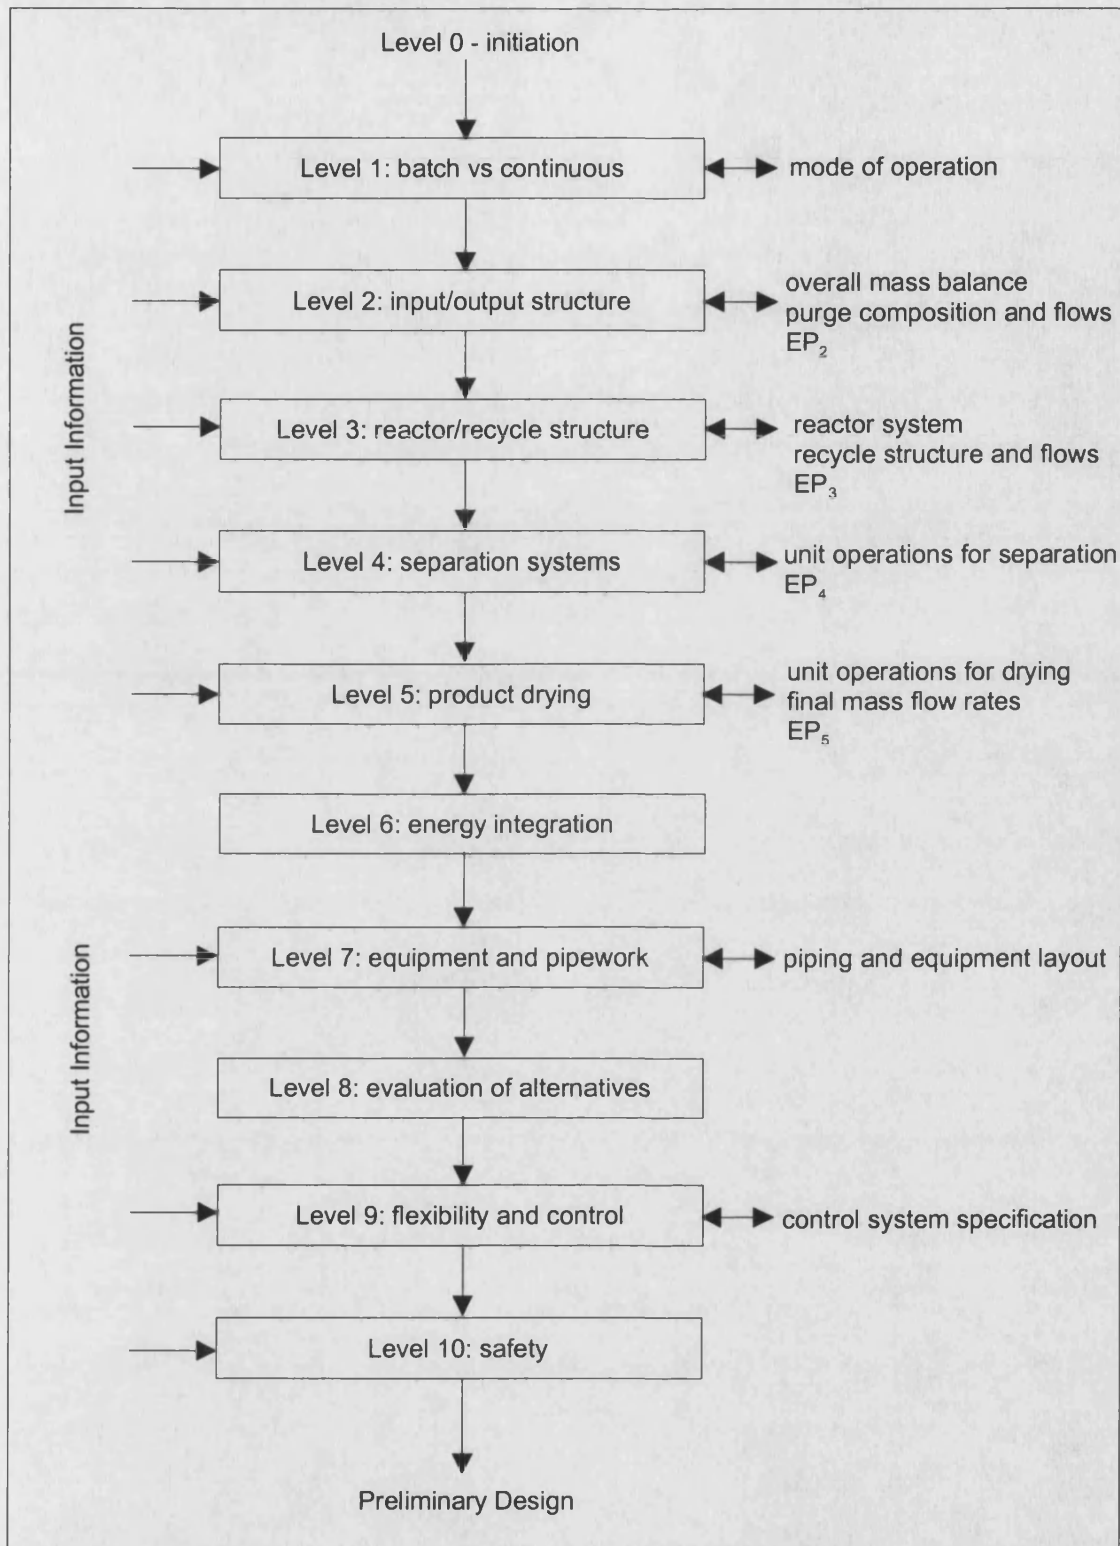 Level 0 - initiation
Level 1: batch vs continuous
mode of operation
Level 2: input/output structure
overall mass balance
purge composition and flows
EP₂
Input Information
Level 3: reactor/recycle structure
reactor system
recycle structure and flows
EP₃
Level 4: separation systems
unit operations for separation
EP₄
Level 5: product drying
unit operations for drying
final mass flow rates
EP₅
Level 6: energy integration
Input Information
Level 7: equipment and pipework
piping and equipment layout
Level 8: evaluation of alternatives
Level 9: flexibility and control
control system specification
Level 10: safety
Preliminary Design